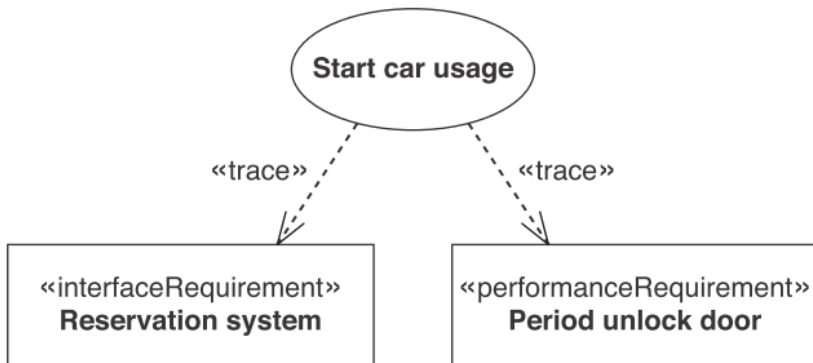 Start car usage
«trace»
«trace»
«interfaceRequirement»
Reservation system
«performanceRequirement»
Period unlock door